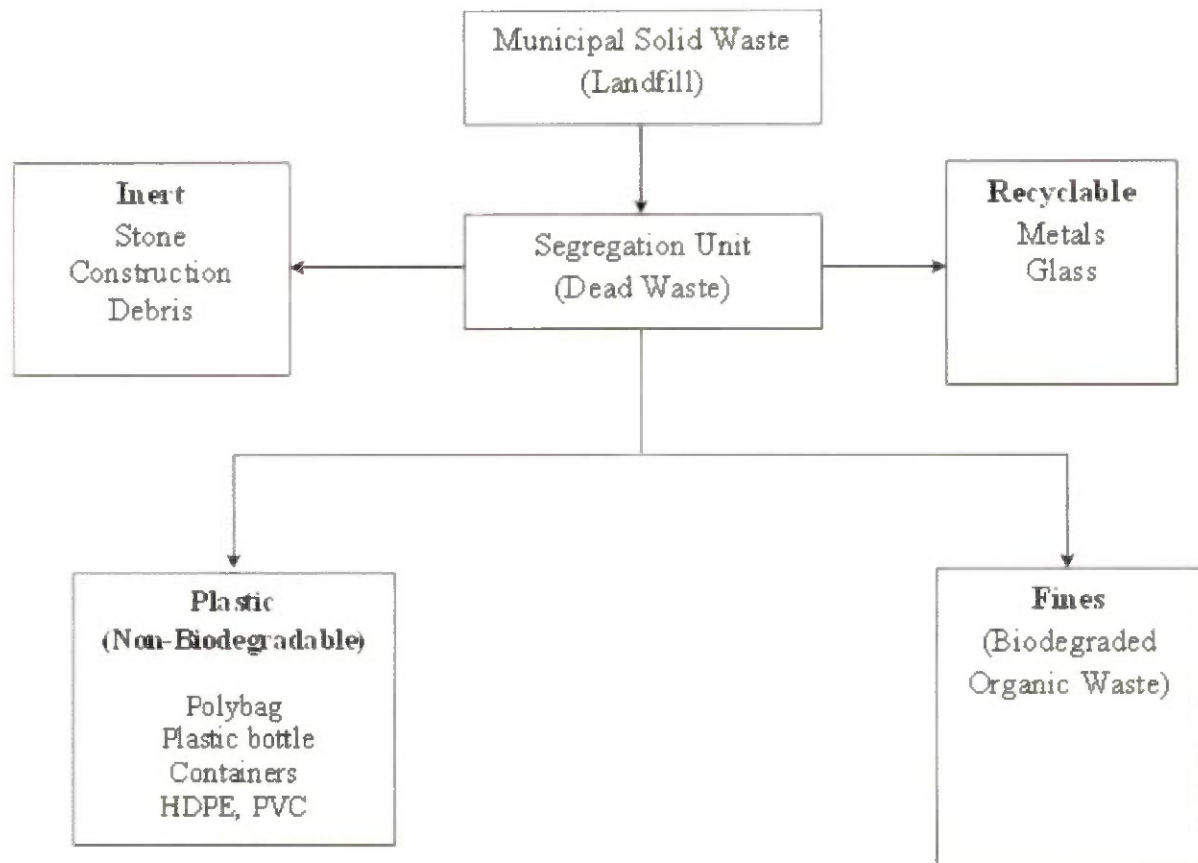 Municipal Solid Waste
(Landfill)
Inert
Stone
Construction
Debris
Segregation Unit
(Dead Waste)
Recyclable
Metals
Glass
Plastic
(Non-Biodegradable)
Polybag
Plastic bottle
Containers
HDPE, PVC
Fines
(Biodegraded
Organic Waste)